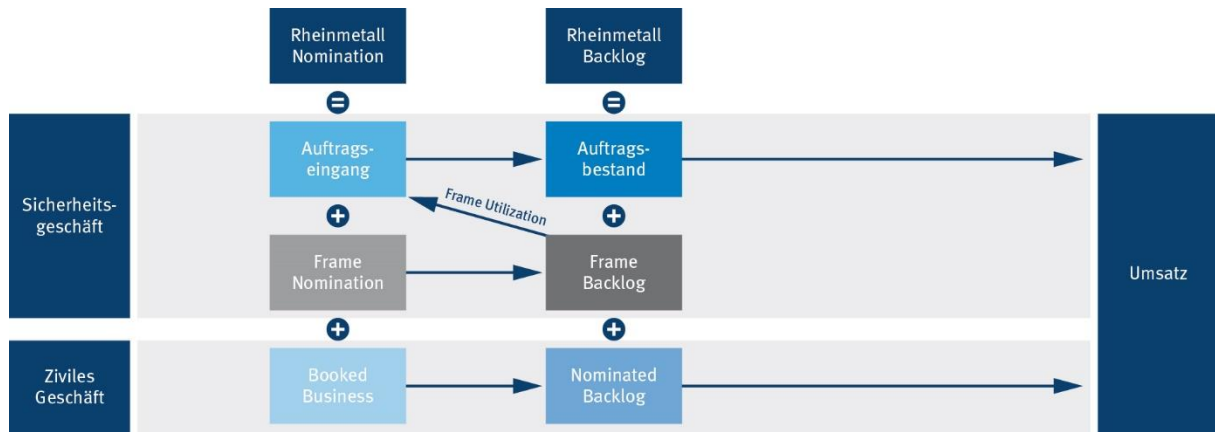 Rheinmetall
Nomination
Rheinmetall
Backlog
=
=
Sicherheits-
geschäft
Auftrags-
eingang
Auftrags-
bestand
Frame Utilization
+
+
Frame
Nomination
Frame
Backlog
Umsatz
+
+
Ziviles
Geschäft
Booked
Business
Nominated
Backlog